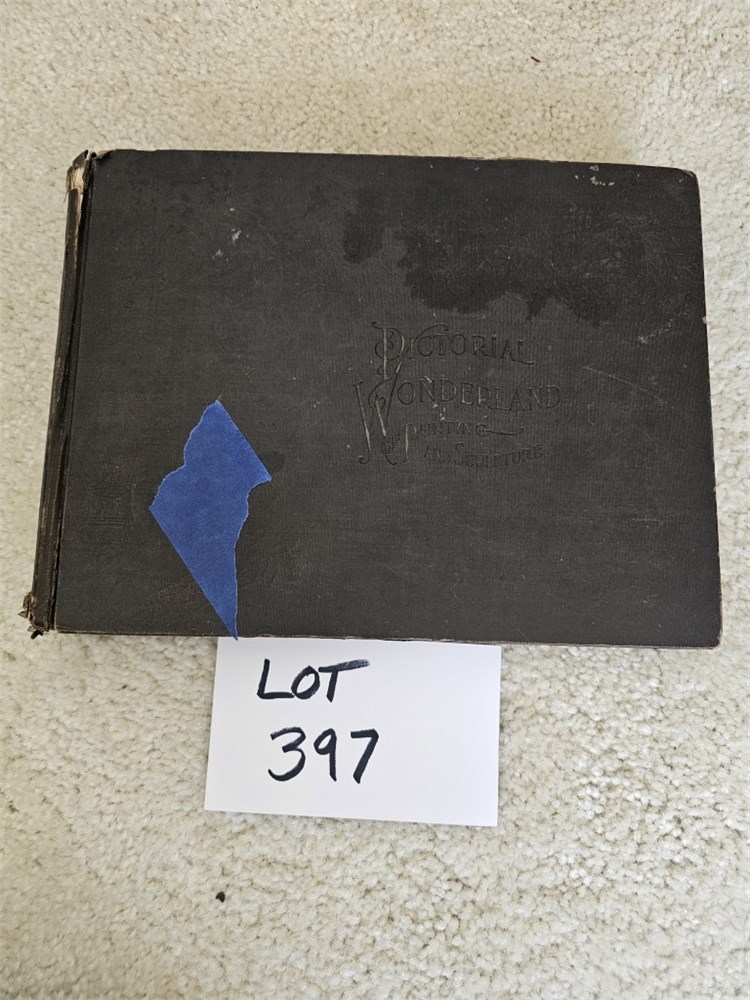 PICTORIAL
WONDERLAND
OF PAINTING
AND SCULPTURE
LOT
397